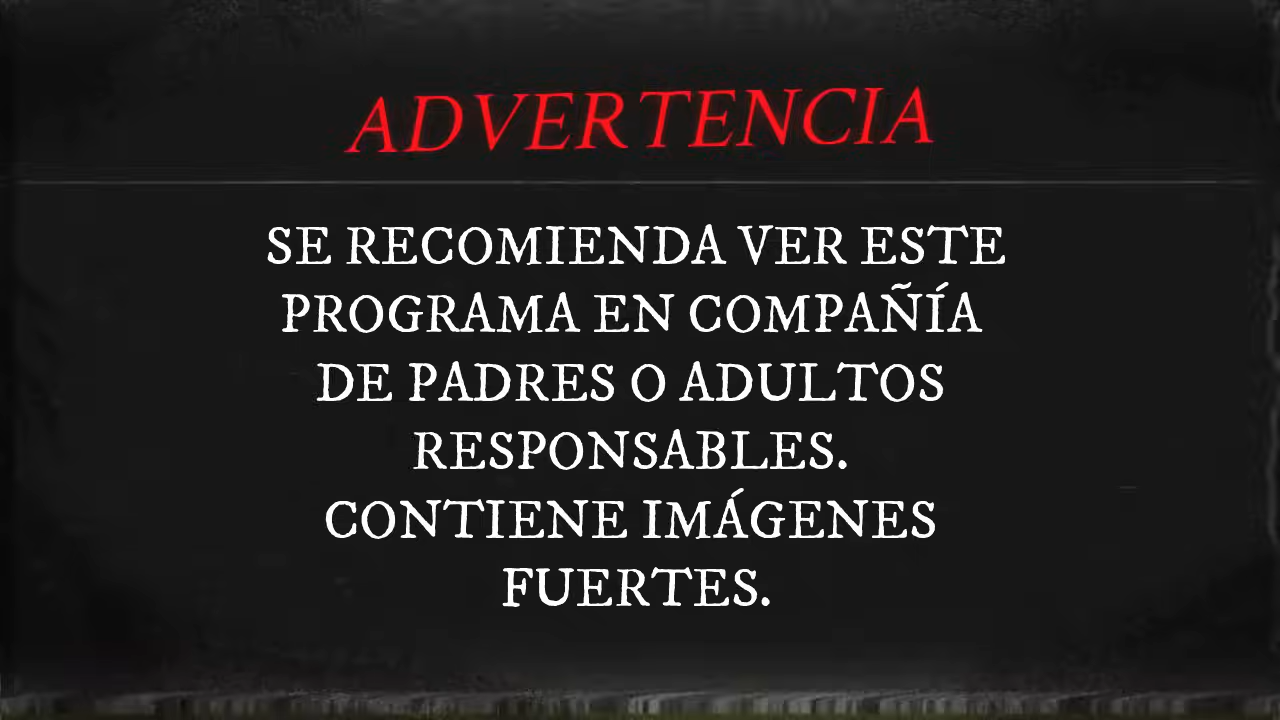 ADVERTENCIA
SE RECOMIENDA VER ESTE
PROGRAMA EN COMPAÑÍA
DE PADRES O ADULTOS
RESPONSABLES.
CONTIENE IMÁGENES
FUERTES.